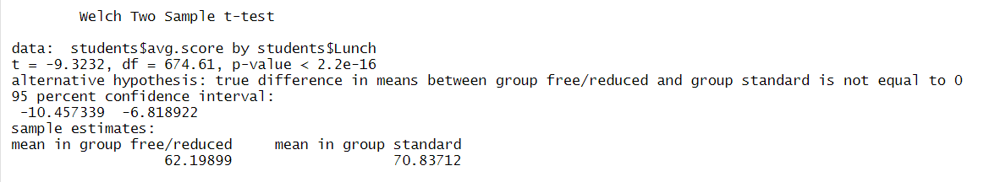 Welch Two Sample t-test
data:  students$avg.score by students$Lunch
t = -9.3232, df = 674.61, p-value < 2.2e-16
alternative hypothesis: true difference in means between group free/reduced and group standard is not equal to 0
95 percent confidence interval:
 -10.457339  -6.818922
sample estimates:
mean in group free/reduced     mean in group standard
                  62.19899                   70.83712